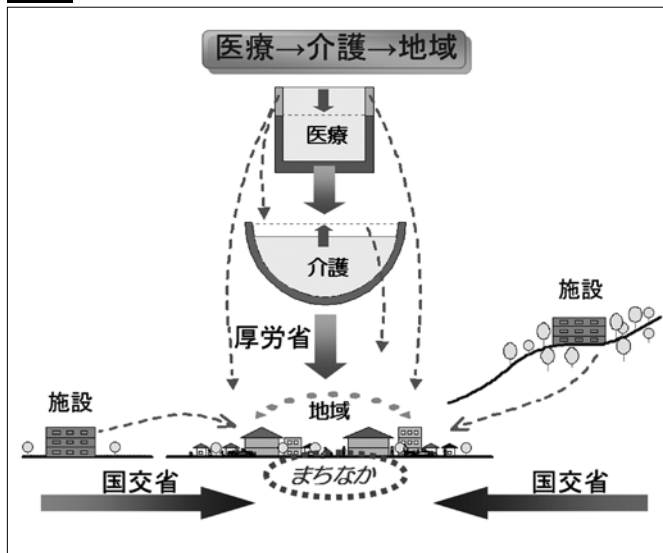 医療→介護→地域
医療
介護
厚労省
施設
施設
地域
まちなか
国交省
国交省